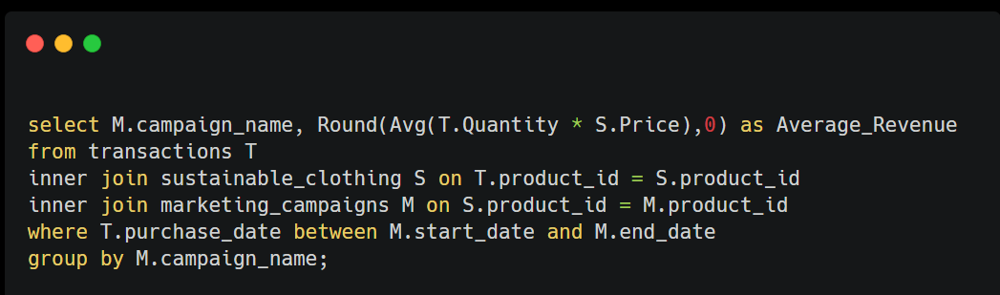 select M.campaign_name, Round(Avg(T.Quantity * S.Price),0) as Average_Revenue
from transactions T
inner join sustainable_clothing S on T.product_id = S.product_id
inner join marketing_campaigns M on S.product_id = M.product_id
where T.purchase_date between M.start_date and M.end_date
group by M.campaign_name;